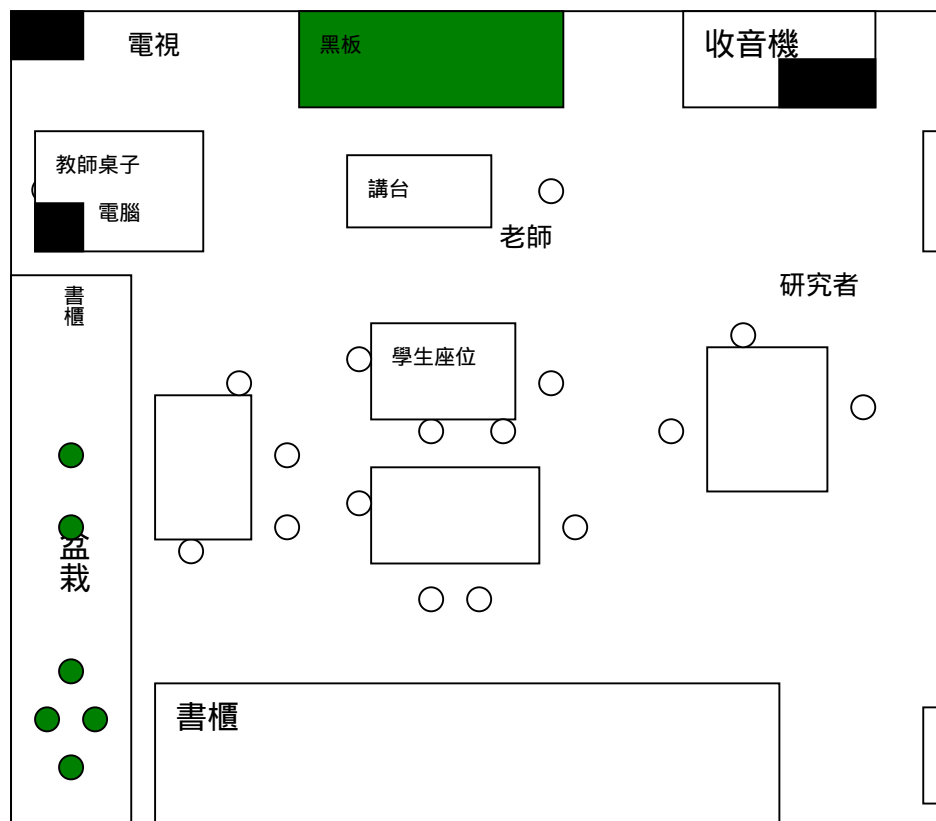 電視
黑板
收音機
教師桌子
電腦
講台
老師
研究者
書櫃
學生座位
盆栽
書櫃